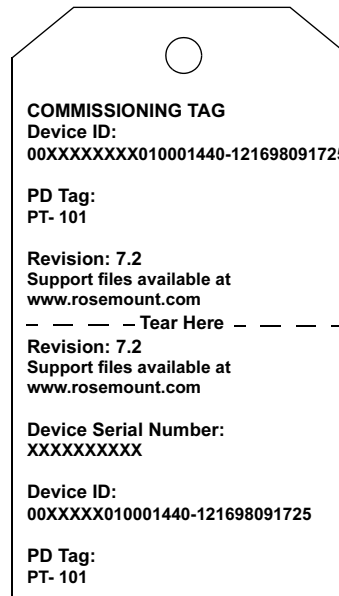 COMMISSIONING TAG
Device ID:
00XXXXXXXX010001440-121698091725
PD Tag:
PT- 101
Revision: 7.2
Support files available at
www.rosemount.com
Tear Here
Revision: 7.2
Support files available at
www.rosemount.com
Device Serial Number:
XXXXXXXXXX
Device ID:
00XXXXX010001440-121698091725
PD Tag:
PT- 101